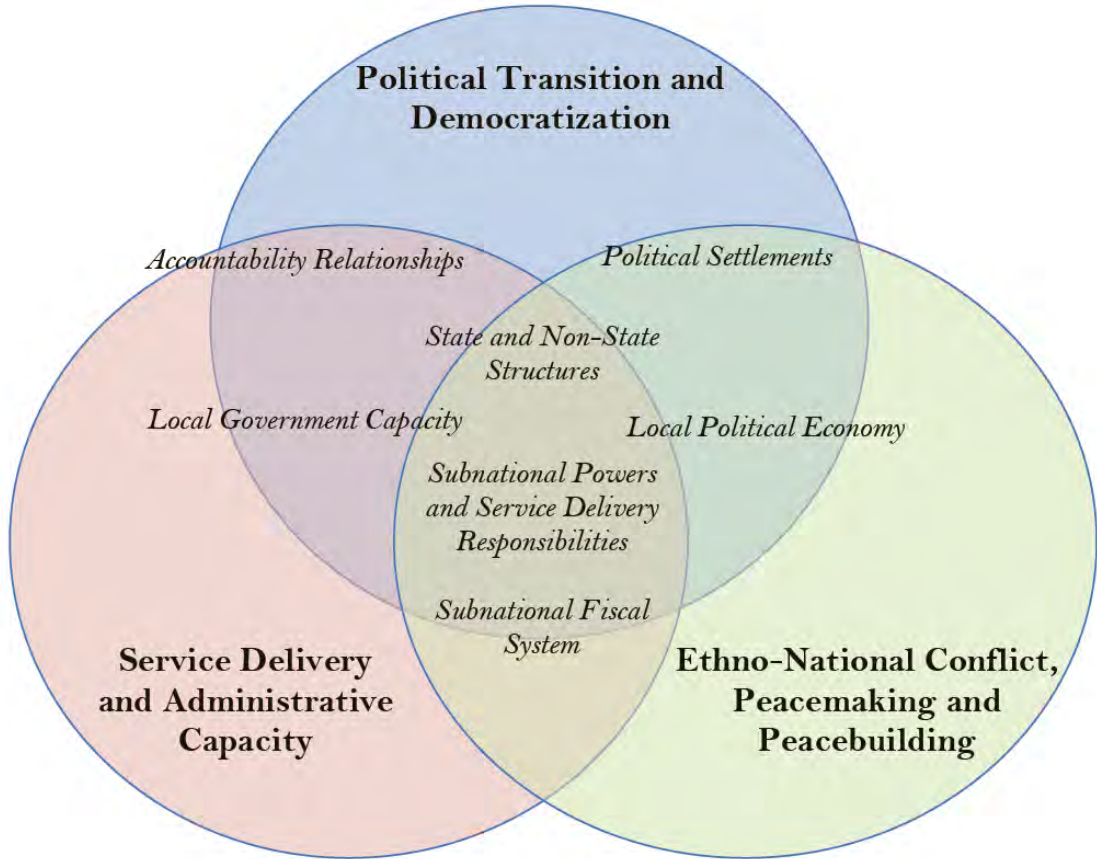 Political Transition and
Democratization
Accountability Relationships
Political Settlements
State and Non-State
Structures
Local Government Capacity
Local Political Economy
Subnational Powers
and Service Delivery
Responsibilities
Subnational Fiscal
System
Service Delivery
and Administrative
Capacity
Ethno-National Conflict,
Peacemaking and
Peacebuilding